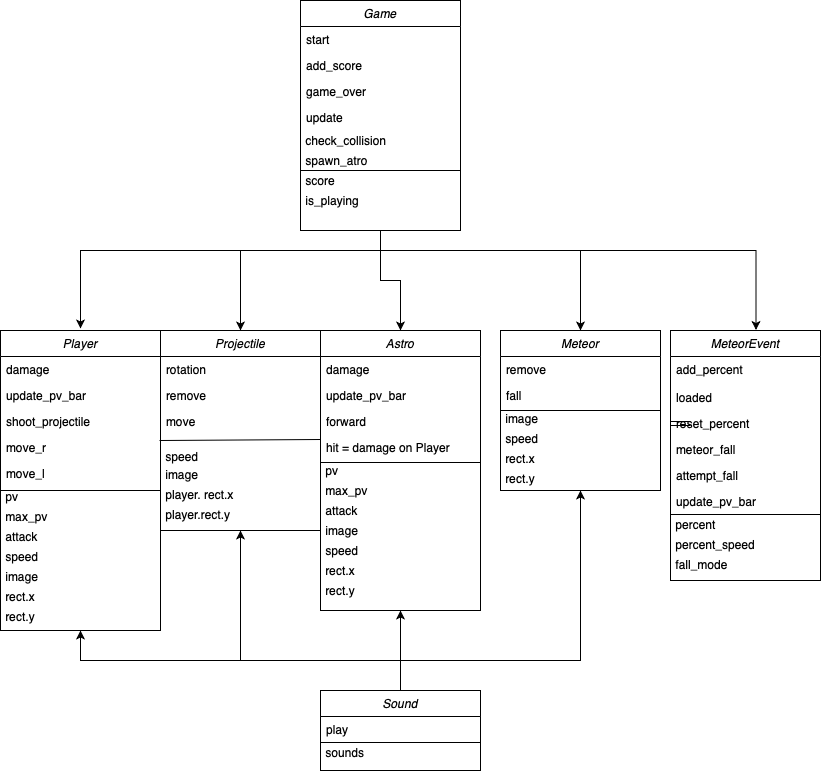 Game
start
add_score
game_over
update
check_collision
spawn_atro
score
is_playing
Player
damage
update_pv_bar
shoot_projectile
move_r
move_l
pv
max_pv
attack
speed
image
rect.x
rect.y
Projectile
rotation
remove
move
speed
image
player. rect.x
player.rect.y
Astro
damage
update_pv_bar
forward
hit = damage on Player
pv
max_pv
attack
image
speed
rect.x
rect.y
Meteor
remove
fall
image
speed
rect.x
rect.y
MeteorEvent
add_percent
loaded
reset_percent
meteor_fall
attempt_fall
update_pv_bar
percent
percent_speed
fall_mode
Sound
play
sounds